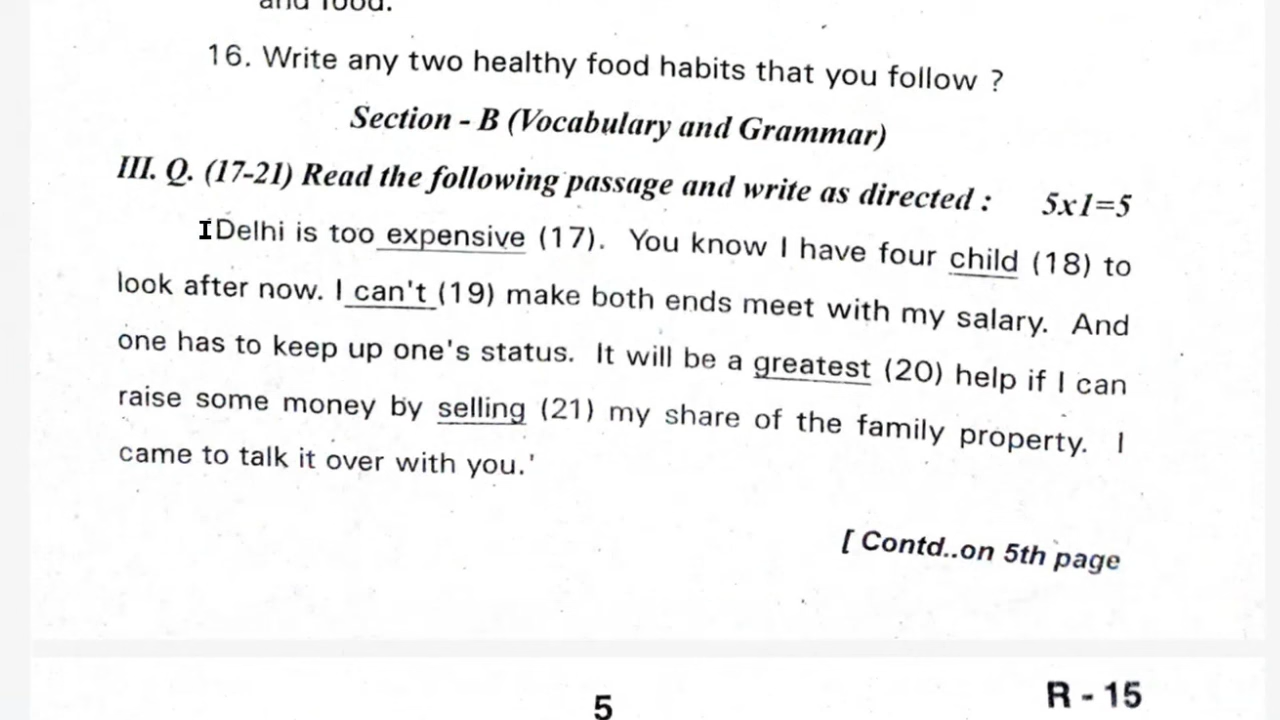 and food.
16. Write any two healthy food habits that you follow ?
Section - B (Vocabulary and Grammar)
III. Q. (17-21) Read the following passage and write as directed : 5x1=5
IDelhi is too expensive (17). You know I have four child (18) to
look after now. I can't (19) make both ends meet with my salary. And
one has to keep up one's status. It will be a greatest (20) help if I can
raise some money by selling (21) my share of the family property. I
came to talk it over with you.'
[ Contd..on 5th page
5
R - 15